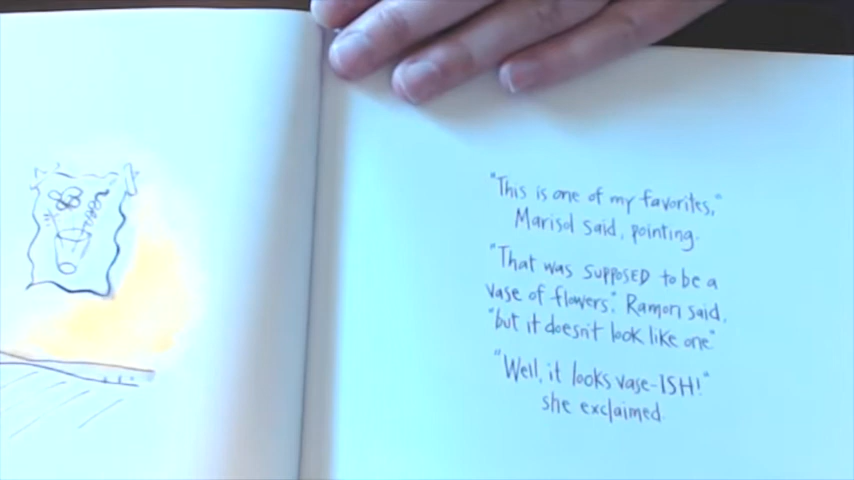 "This is one of my favorites,"
Marisol said, pointing.
"That was SUPPOSED to be a
vase of flowers," Ramon said,
"but it doesn't look like one."
"Well, it looks vase-ISH!"
she exclaimed.